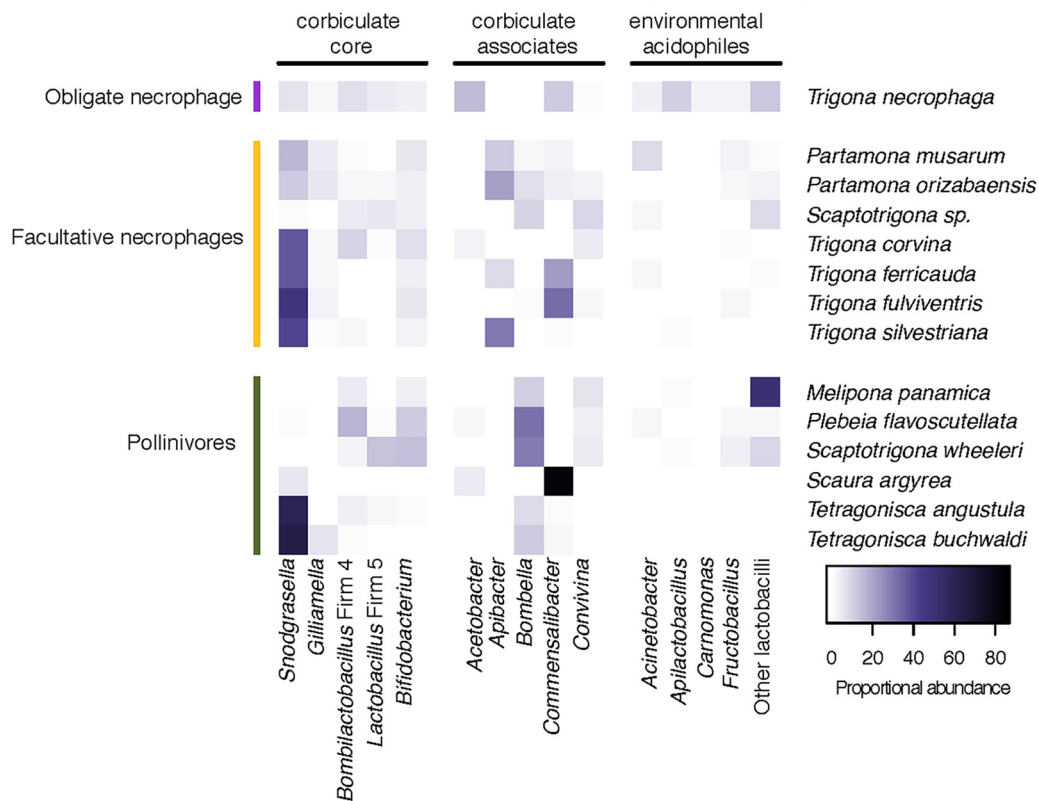 corbiculate
core
corbiculate
associates
environmental
acidophiles
Obligate necrophage
Trigona necrophaga
Facultative necrophages
Partamona musarum
Partamona orizabaensis
Scaptotrigona sp.
Trigona corvina
Trigona ferricauda
Trigona fulviventris
Trigona silvestriana
Pollinivores
Melipona panamica
Plebeia flavoscutellata
Scaptotrigona wheeleri
Scaura argyrea
Tetragonisca angustula
Tetragonisca buchwaldi
Snodgrasella
Gilliamella
Bombilactobacillus Firm 4
Lactobacillus Firm 5
Bifidobacterium
Acetobacter
Apibacter
Bombella
Commensalibacter
Convivina
Acinetobacter
Apilactobacillus
Carnomonas
Fructobacillus
Other lactobacilli
0 20 40 60 80
Proportional abundance